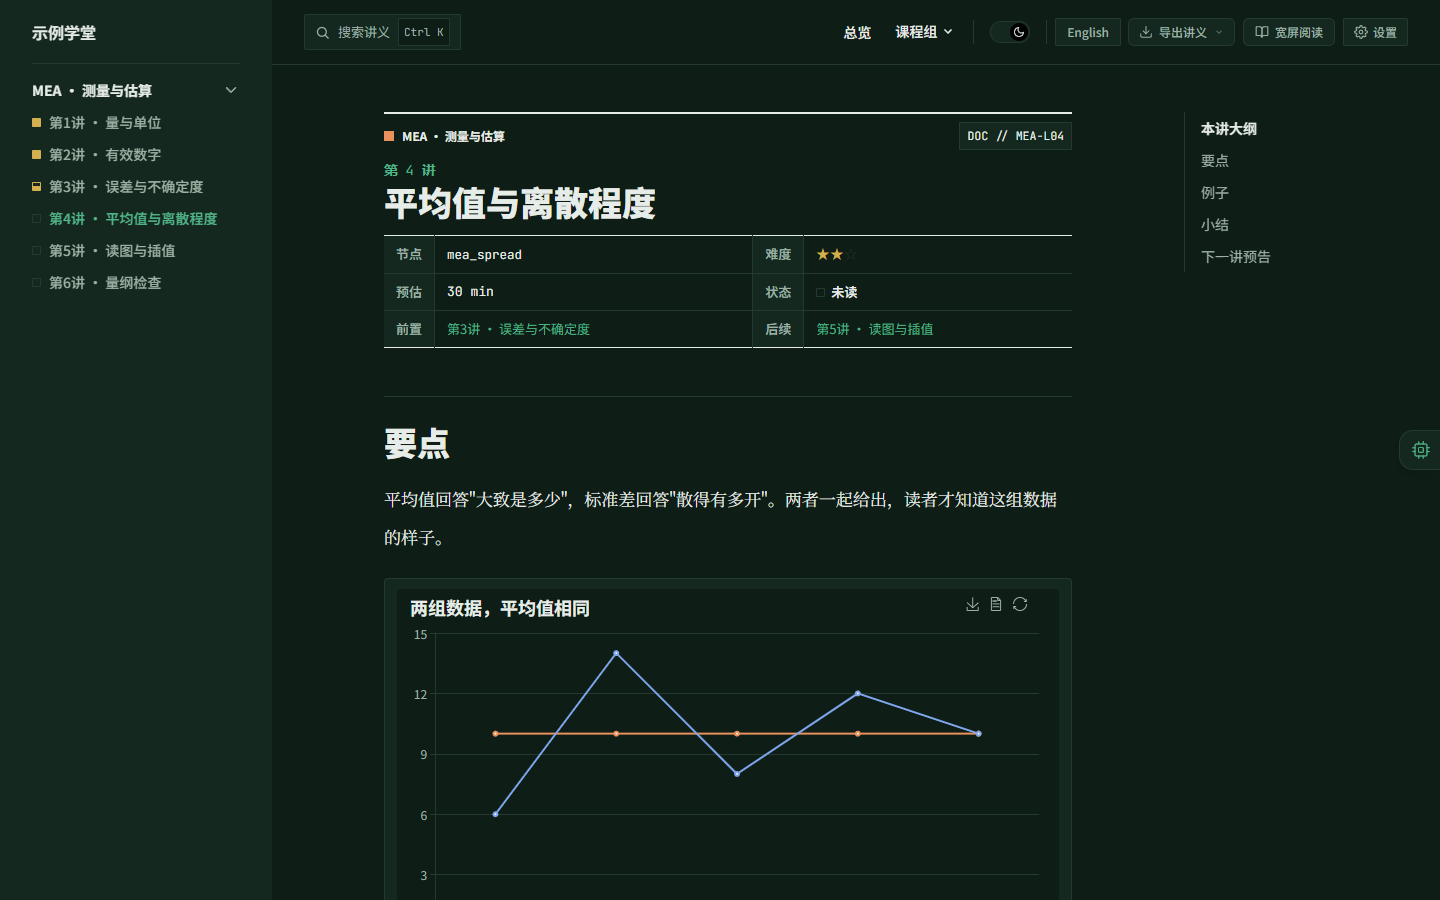 示例学堂
搜索讲义 Ctrl K
总览
课程组
English
导出讲义
宽屏阅读
设置
MEA • 测量与估算
第1讲 • 量与单位
第2讲 • 有效数字
第3讲 • 误差与不确定度
第4讲 • 平均值与离散程度
第5讲 • 读图与插值
第6讲 • 量纲检查
MEA • 测量与估算
DOC // MEA-L04
第 4 讲
平均值与离散程度
节点 mea_spread 难度 ★★☆
预估 30 min 状态 未读
前置 第3讲 • 误差与不确定度 后续 第5讲 • 读图与插值
要点
平均值回答"大致是多少"，标准差回答"散得有多开"。两者一起给出，读者才知道这组数据
的样子。
两组数据，平均值相同
15
12
9
6
3
本讲大纲
要点
例子
小结
下一讲预告